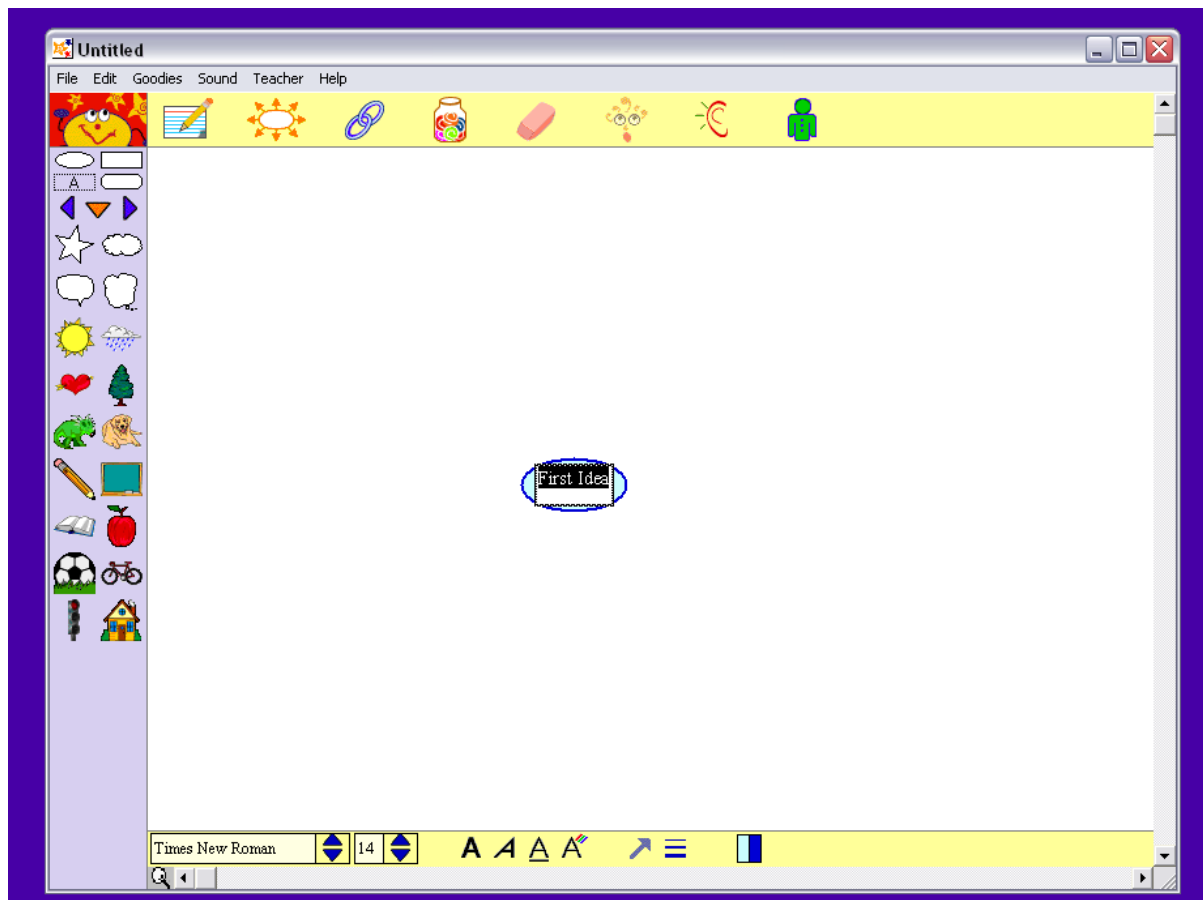 Untitled
File Edit Goodies Sound Teacher Help
A
First Idea
Times New Roman 14 A A A A